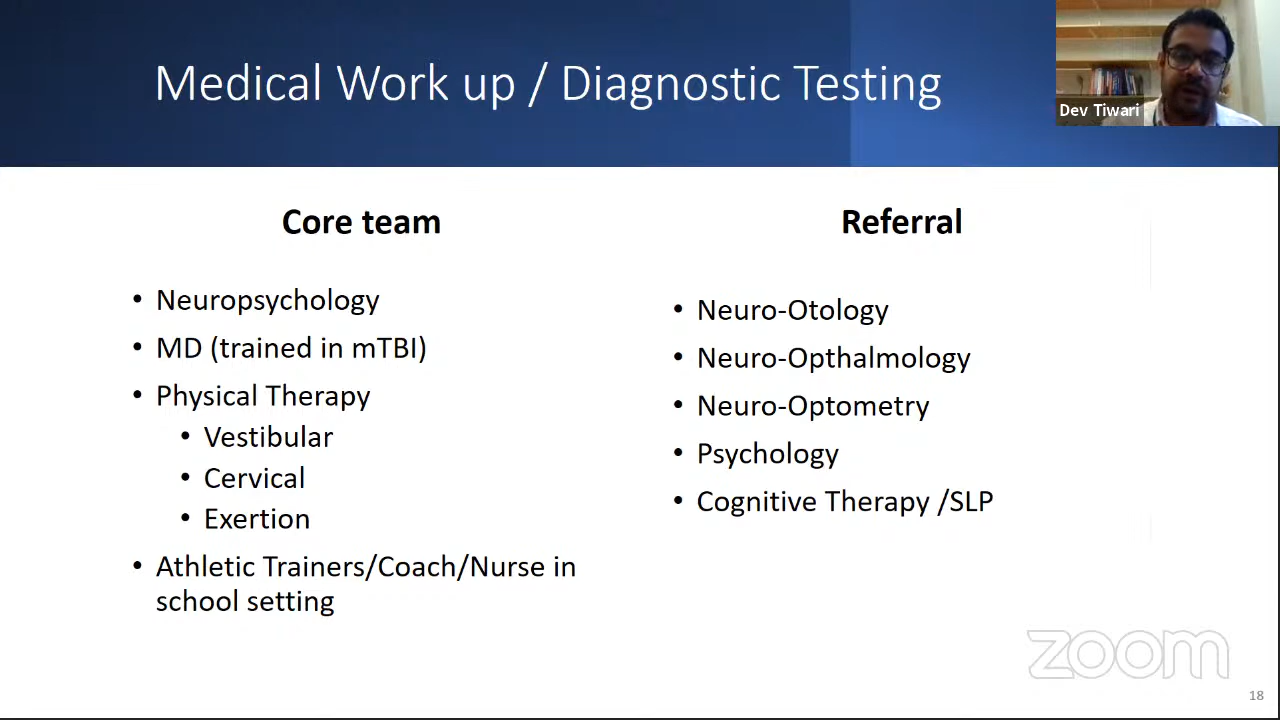 Medical Work up / Diagnostic Testing
Dev Tiwari
Core team
• Neuropsychology
• MD (trained in mTBI)
• Physical Therapy
• Vestibular
• Cervical
• Exertion
• Athletic Trainers/Coach/Nurse in
school setting
Referral
• Neuro-Otology
• Neuro-Opthalmology
• Neuro-Optometry
• Psychology
• Cognitive Therapy /SLP
zoom
18